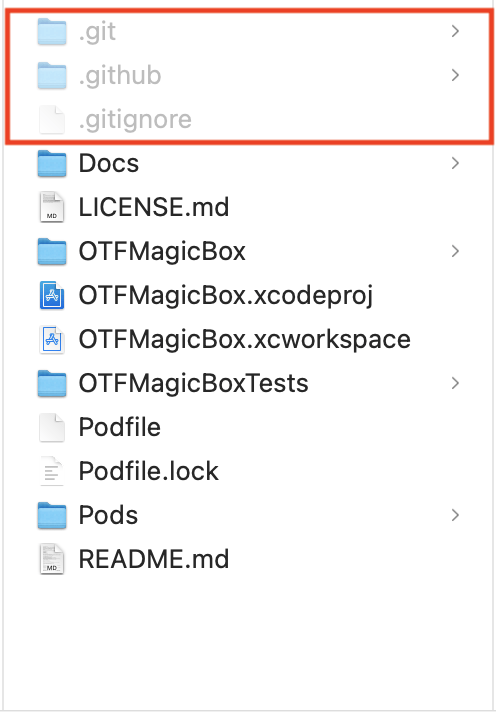 .git
.github
.gitignore
Docs
LICENSE.md
OTFMagicBox
OTFMagicBox.xcodeproj
OTFMagicBox.xcworkspace
OTFMagicBoxTests
Podfile
Podfile.lock
Pods
README.md